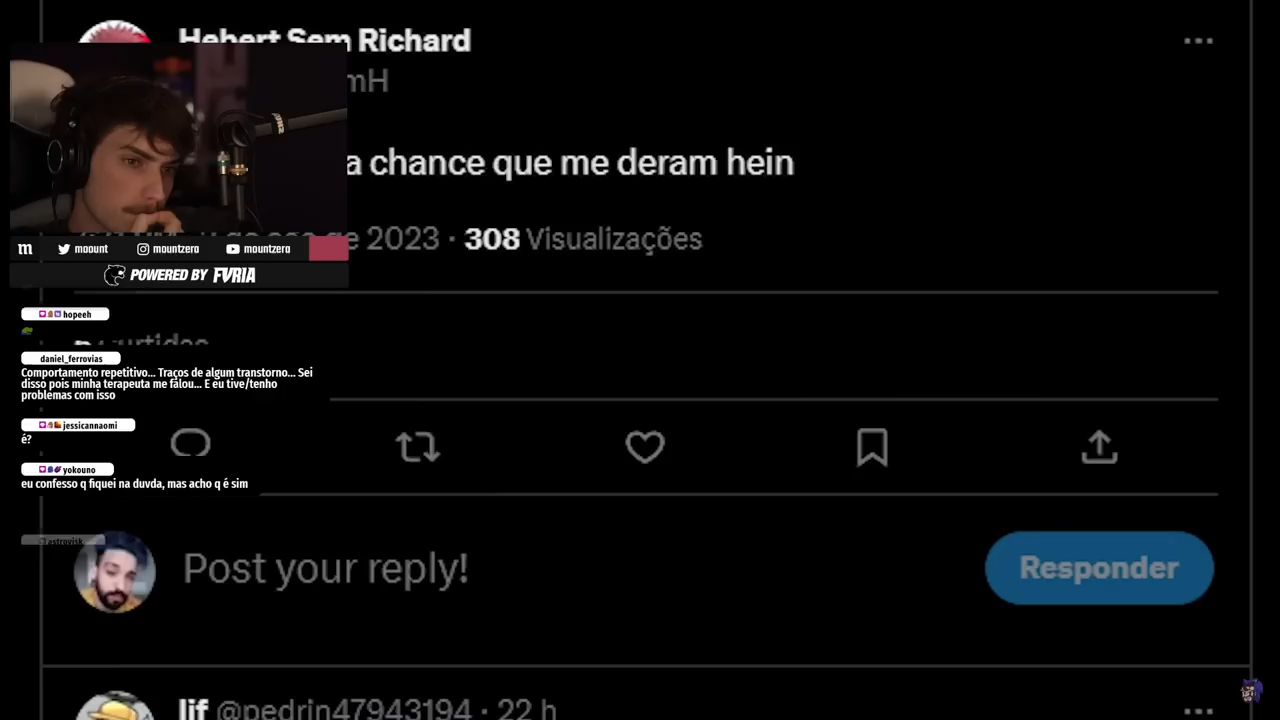 Hebert Sem Richard
mH
a chance que me deram hein
e 2023 · 308 Visualizações
m moount mountzera mountzera
POWERED BY FVRIA
hopeeh
daniel_ferrovias
Comportamento repetitivo... Traços de algum transtorno... Sei
disso pois minha terapeuta me falou... E eu tive/tenho
problemas com isso
jessicannaomi
é?
yokouno
eu confesso q fiquei na duvda, mas acho q é sim
astrovisk
Post your reply!
Responder
lif @pedrin47943194 · 22 h